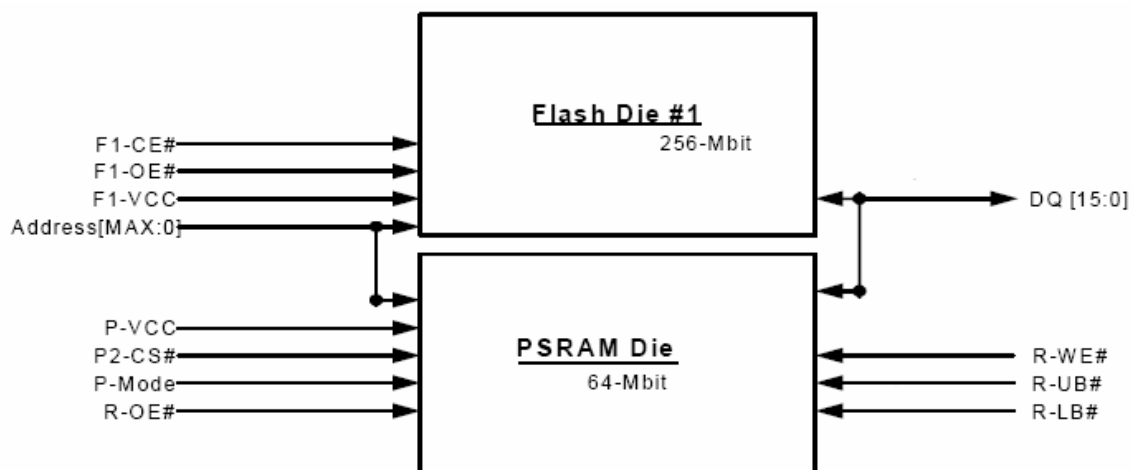 Flash Die #1
256-Mbit
F1-CE#
F1-OE#
F1-VCC
Address[MAX:0]
DQ [15:0]
PSRAM Die
64-Mbit
P-VCC
P2-CS#
P-Mode
R-OE#
R-WE#
R-UB#
R-LB#